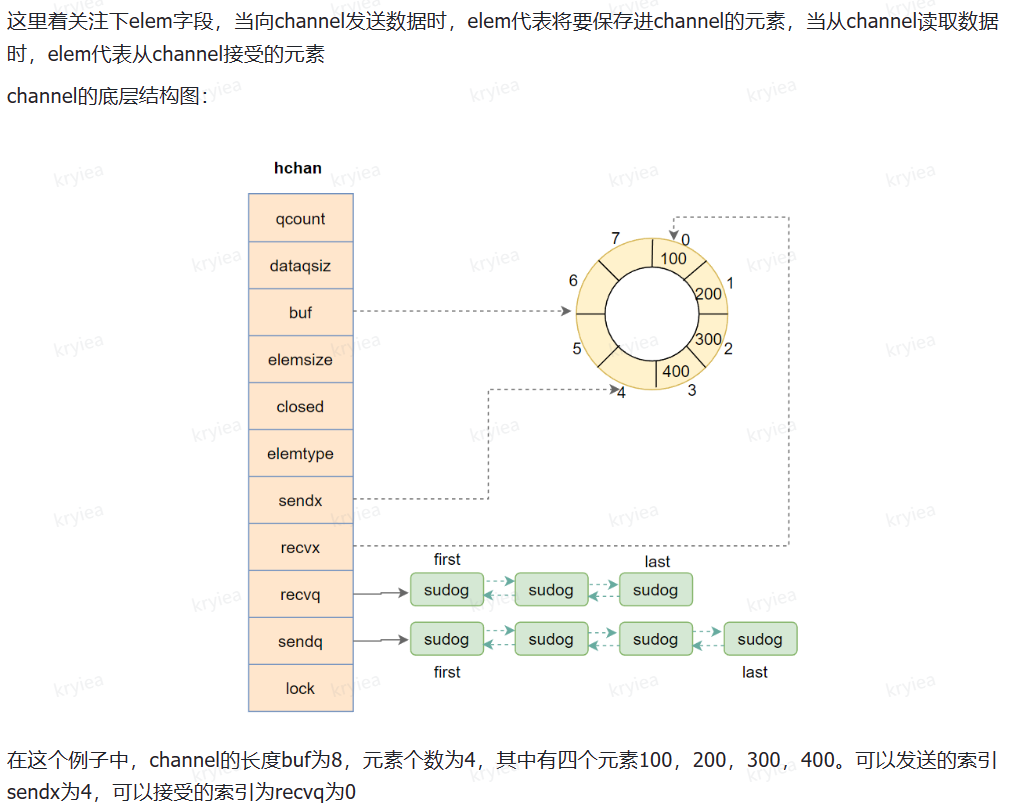 这里着关注下elem字段，当向channel发送数据时，elem代表将要保存进channel的元素，当从channel读取数据
时，elem代表从channel接受的元素
channel的底层结构图：
hchan
qcount
dataqsiz
buf
elemsize
closed
elemtype
sendx
recvx
recvq
sendq
lock
7
0
100
6
1
200
5
300
2
400
4
3
first
last
sudog
sudog
sudog
sudog
sudog
sudog
sudog
first
last
在这个例子中，channel的长度buf为8，元素个数为4，其中有四个元素100，200，300，400。可以发送的索引
sendx为4，可以接受的索引为recvq为0
kryiea